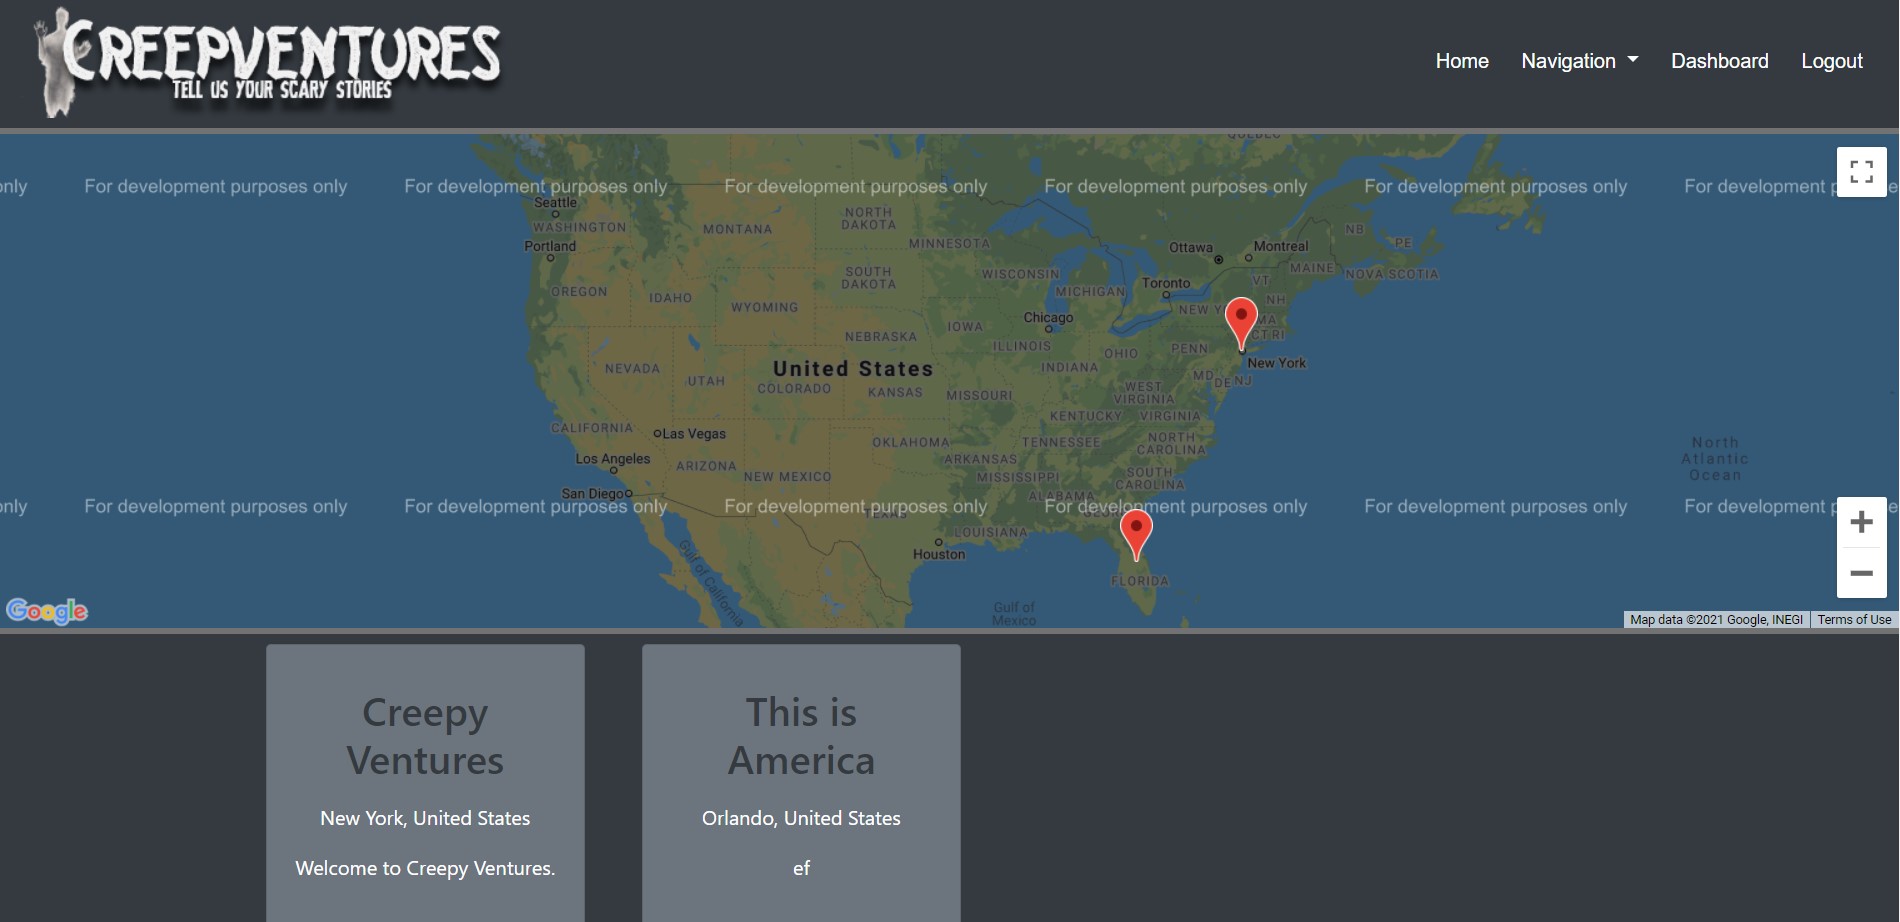 CREEPVENTURES
TELL US YOUR SCARY STORIES
Home Navigation Dashboard Logout
QUEBEC
only For development purposes only For development purposes only For development purposes only For development purposes only For development purposes only For development p e
Seattle
WASHINGTON
MONTANA
NORTH
DAKOTA
MINNESOTA
Portland
Ottawa
Montreal
NB
PE
MAINE
NOVA SCOTIA
OREGON
IDAHO
WYOMING
SOUTH
DAKOTA
WISCONSIN
MICHIGAN
Toronto
VT
NH
NEW Y
MA
CT RI
Chicago
IOWA
NEBRASKA
ILLINOIS
OHIO
PENN
New York
NEVADA
UTAH
United States
COLORADO
KANSAS
MISSOURI
INDIANA
WEST
VIRGINIA
MD
DE
NJ
KENTUCKY
VIRGINIA
CALIFORNIA
Las Vegas
Los Angeles
ARIZONA
NEW MEXICO
OKLAHOMA
ARKANSAS
TENNESSEE
NORTH
CAROLINA
MISSISSIPPI
SOUTH
CAROLINA
ALABAMA
San Diego
North
Atlantic
Ocean
only For development purposes only For development purposes only For development purposes only For development purposes only For development purposes only For development p e
TEXAS
GEORG
LOUISIANA
Houston
Gulf of California
FLORIDA
Gulf of
Mexico
Google
Map data ©2021 Google, INEGI Terms of Use
Creepy
Ventures
New York, United States
Welcome to Creepy Ventures.
This is
America
Orlando, United States
ef